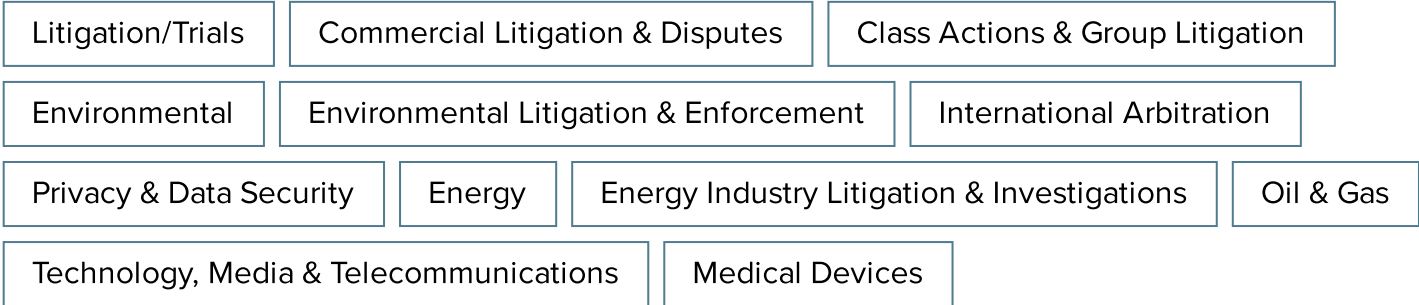 Litigation/Trials Commercial Litigation & Disputes Class Actions & Group Litigation
Environmental Environmental Litigation & Enforcement International Arbitration
Privacy & Data Security Energy Energy Industry Litigation & Investigations Oil & Gas
Technology, Media & Telecommunications Medical Devices